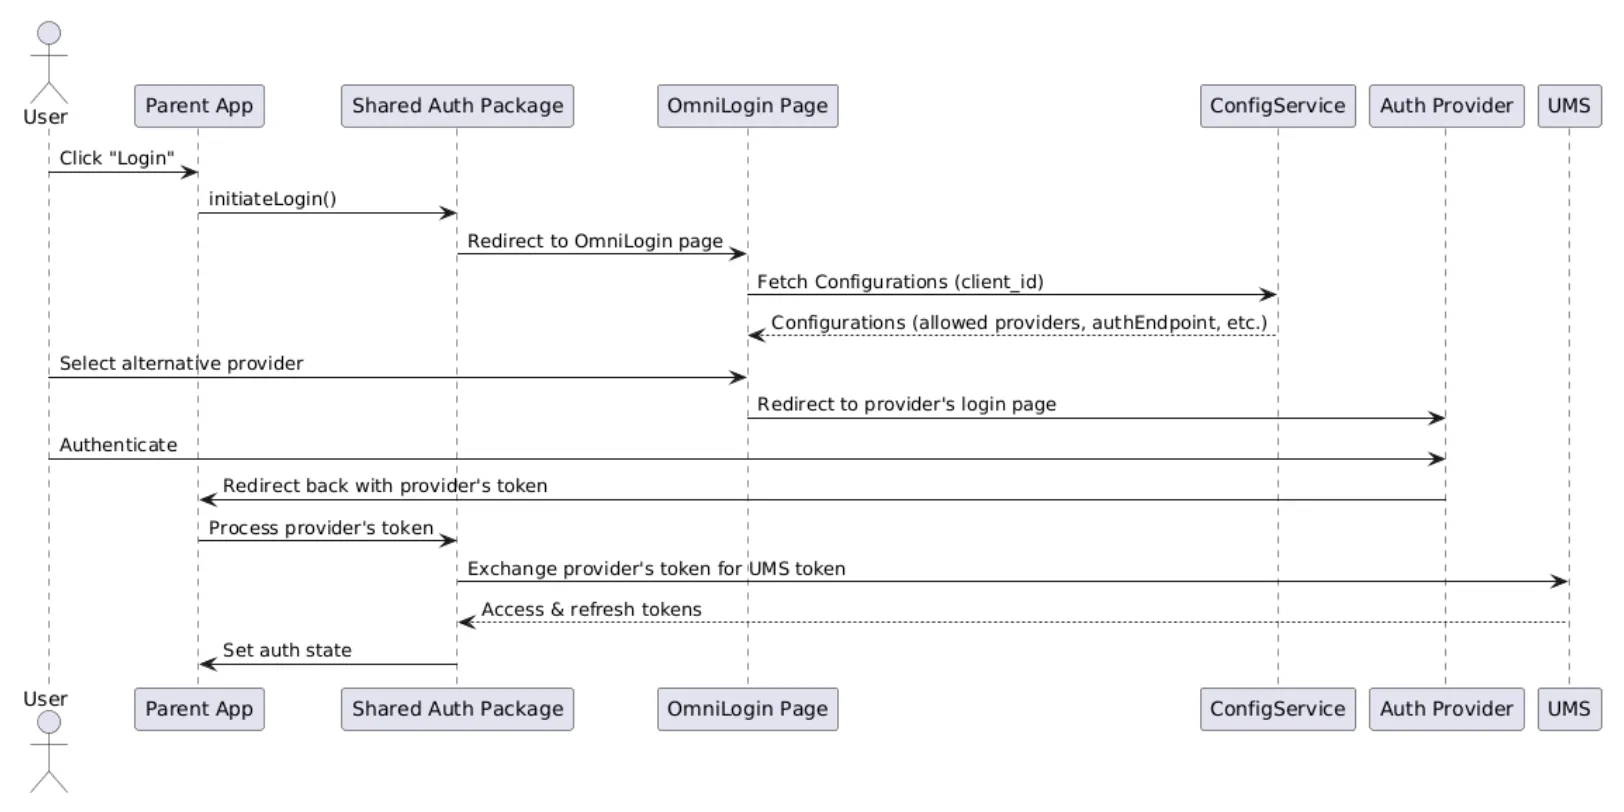 User
Parent App
Shared Auth Package
OmniLogin Page
ConfigService
Auth Provider
UMS
Click "Login"
initiateLogin()
Redirect to OmniLogin page
Fetch Configurations (client_id)
Configurations (allowed providers, authEndpoint, etc.)
Select alternative provider
Redirect to provider's login page
Authenticate
Redirect back with provider's token
Process provider's token
Exchange provider's token for UMS token
Access & refresh tokens
Set auth state
User
Parent App
Shared Auth Package
OmniLogin Page
ConfigService
Auth Provider
UMS